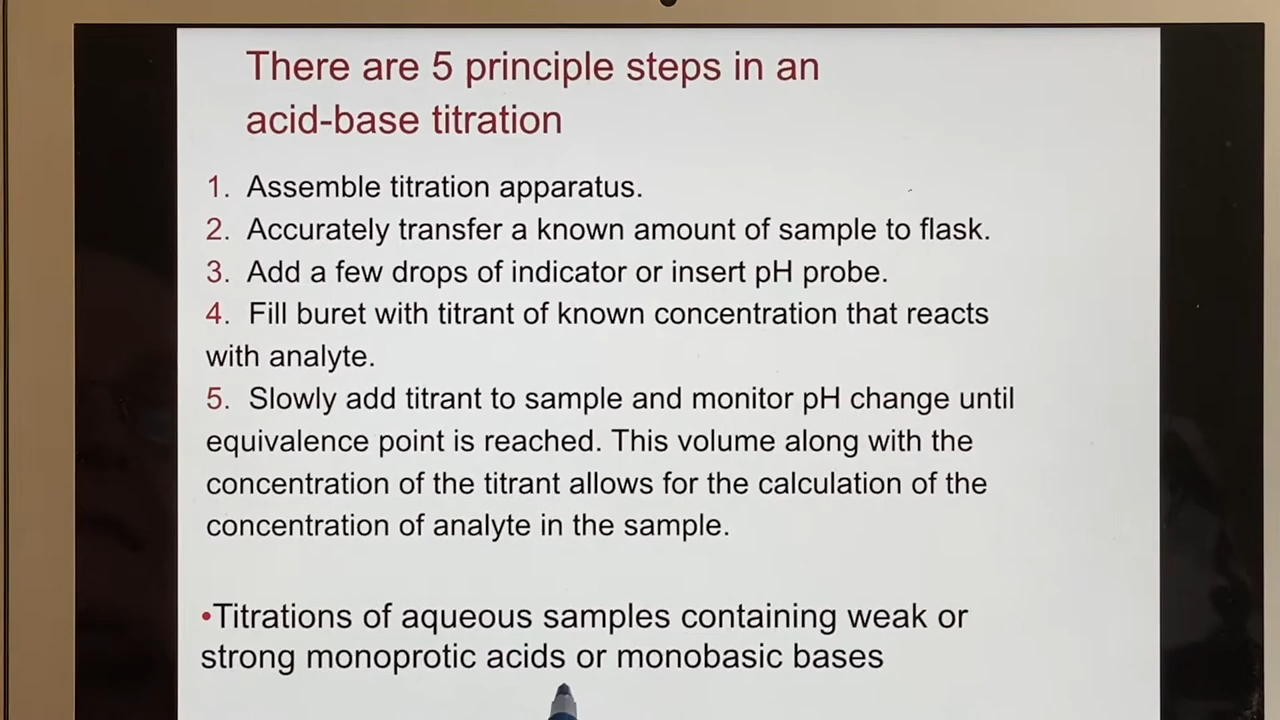 There are 5 principle steps in an
acid-base titration
1. Assemble titration apparatus.
2. Accurately transfer a known amount of sample to flask.
3. Add a few drops of indicator or insert pH probe.
4. Fill buret with titrant of known concentration that reacts
with analyte.
5. Slowly add titrant to sample and monitor pH change until
equivalence point is reached. This volume along with the
concentration of the titrant allows for the calculation of the
concentration of analyte in the sample.
•Titrations of aqueous samples containing weak or
strong monoprotic acids or monobasic bases